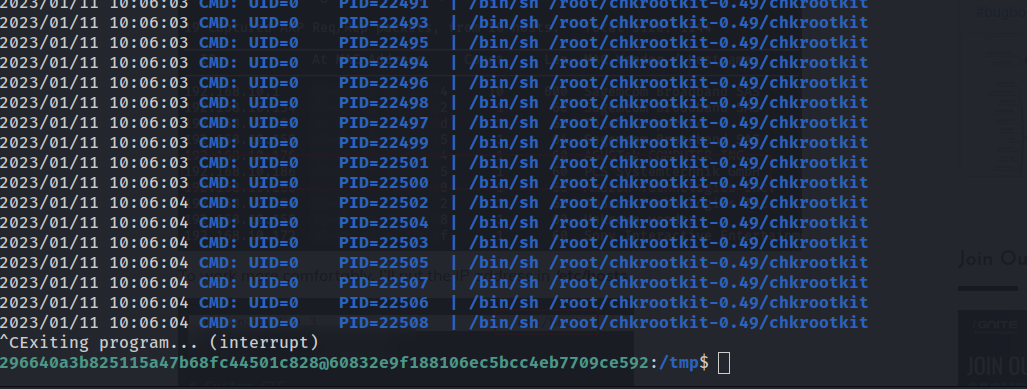 2023/01/11 10:06:03 CMD: UID=0 PID=22491 | /bin/sh /root/chkrootkit-0.49/chkrootkit
2023/01/11 10:06:03 CMD: UID=0 PID=22493 | /bin/sh /root/chkrootkit-0.49/chkrootkit
2023/01/11 10:06:03 CMD: UID=0 PID=22495 | /bin/sh /root/chkrootkit-0.49/chkrootkit
2023/01/11 10:06:03 CMD: UID=0 PID=22494 | /bin/sh /root/chkrootkit-0.49/chkrootkit
2023/01/11 10:06:03 CMD: UID=0 PID=22496 | /bin/sh /root/chkrootkit-0.49/chkrootkit
2023/01/11 10:06:03 CMD: UID=0 PID=22498 | /bin/sh /root/chkrootkit-0.49/chkrootkit
2023/01/11 10:06:03 CMD: UID=0 PID=22497 | /bin/sh /root/chkrootkit-0.49/chkrootkit
2023/01/11 10:06:03 CMD: UID=0 PID=22499 | /bin/sh /root/chkrootkit-0.49/chkrootkit
2023/01/11 10:06:03 CMD: UID=0 PID=22501 | /bin/sh /root/chkrootkit-0.49/chkrootkit
2023/01/11 10:06:03 CMD: UID=0 PID=22500 | /bin/sh /root/chkrootkit-0.49/chkrootkit
2023/01/11 10:06:04 CMD: UID=0 PID=22502 | /bin/sh /root/chkrootkit-0.49/chkrootkit
2023/01/11 10:06:04 CMD: UID=0 PID=22504 | /bin/sh /root/chkrootkit-0.49/chkrootkit
2023/01/11 10:06:04 CMD: UID=0 PID=22503 | /bin/sh /root/chkrootkit-0.49/chkrootkit
2023/01/11 10:06:04 CMD: UID=0 PID=22505 | /bin/sh /root/chkrootkit-0.49/chkrootkit
2023/01/11 10:06:04 CMD: UID=0 PID=22507 | /bin/sh /root/chkrootkit-0.49/chkrootkit
2023/01/11 10:06:04 CMD: UID=0 PID=22506 | /bin/sh /root/chkrootkit-0.49/chkrootkit
2023/01/11 10:06:04 CMD: UID=0 PID=22508 | /bin/sh /root/chkrootkit-0.49/chkrootkit
^CExiting program... (interrupt)
296640a3b825115a47b68fc44501c828@60832e9f188106ec5bcc4eb7709ce592:/tmp$
Join Ou
IGNITE
JOIN OU